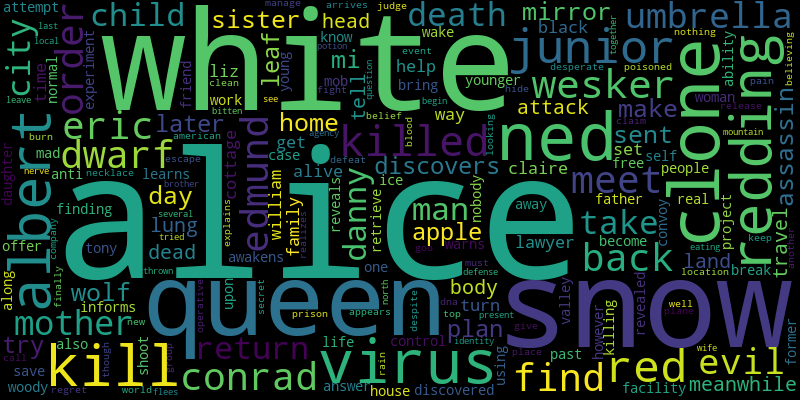 attempt child sister head death mirror umbrella
manage arrives judge
city order time normal experiment young friend liz clean work see mob fight younger leaf mi know tell potion event help bring way wake black junior nothing last local leave
white
together desperate poisoned hide woman ability believing pain release claim
albert eric later home get question belief looking
dwarf edmund cottage bitten american case escape alive killed discovers blood attack wesker make sent set free self people clone redding assassin
daughter mad burn nerve anti necklace learns brother defeat agency
ned meet claire father real mountain project travel
finding day william family danny man apple retrieve ice nobody away lawyer take become convoy break eating keep location
offer tony lung dead explains reveals realizes warns gas must body back land another
alice
along wolf awakens upon one turn plan defense valley however killing revealed well plane former
mother informs new operative secret north dna
queen snow
company several tried finally thrown prison appears despite identity top present give
try also shoot return life control virus past using find red evil
kill conrad rain answer house discovered place wife facility meanwhile
save call though group regret woody world flees